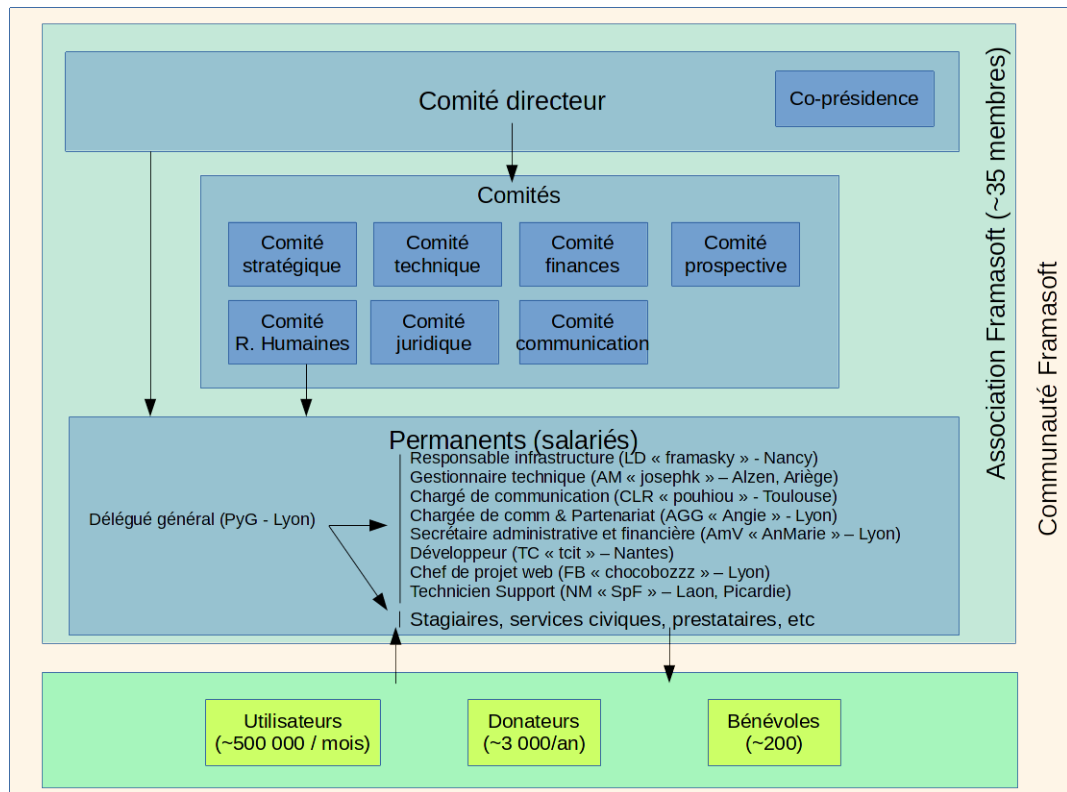 Comité directeur
Co-présidence
Comités
Comité
stratégique
Comité
technique
Comité
finances
Comité
prospective
Comité
R. Humaines
Comité
juridique
Comité
communication
Permanents (salariés)
Délégué général (PyG - Lyon)
Responsable infrastructure (LD « framasky » - Nancy)
Gestionnaire technique (AM « josephk » – Alzen, Ariège)
Chargé de communication (CLR « pouhiou » - Toulouse)
Chargée de comm & Partenariat (AGG « Angie » - Lyon)
Secrétaire administrative et financière (AmV « AnMarie » – Lyon)
Développeur (TC « tcit » – Nantes)
Chef de projet web (FB « chocobozzz » – Lyon)
Technicien Support (NM « SpF » – Laon, Picardie)
Stagiaires, services civiques, prestataires, etc
Association Framasoft (~35 membres)
Communauté Framasoft
Utilisateurs
(~500 000 / mois)
Donateurs
(~3 000/an)
Bénévoles
(~200)